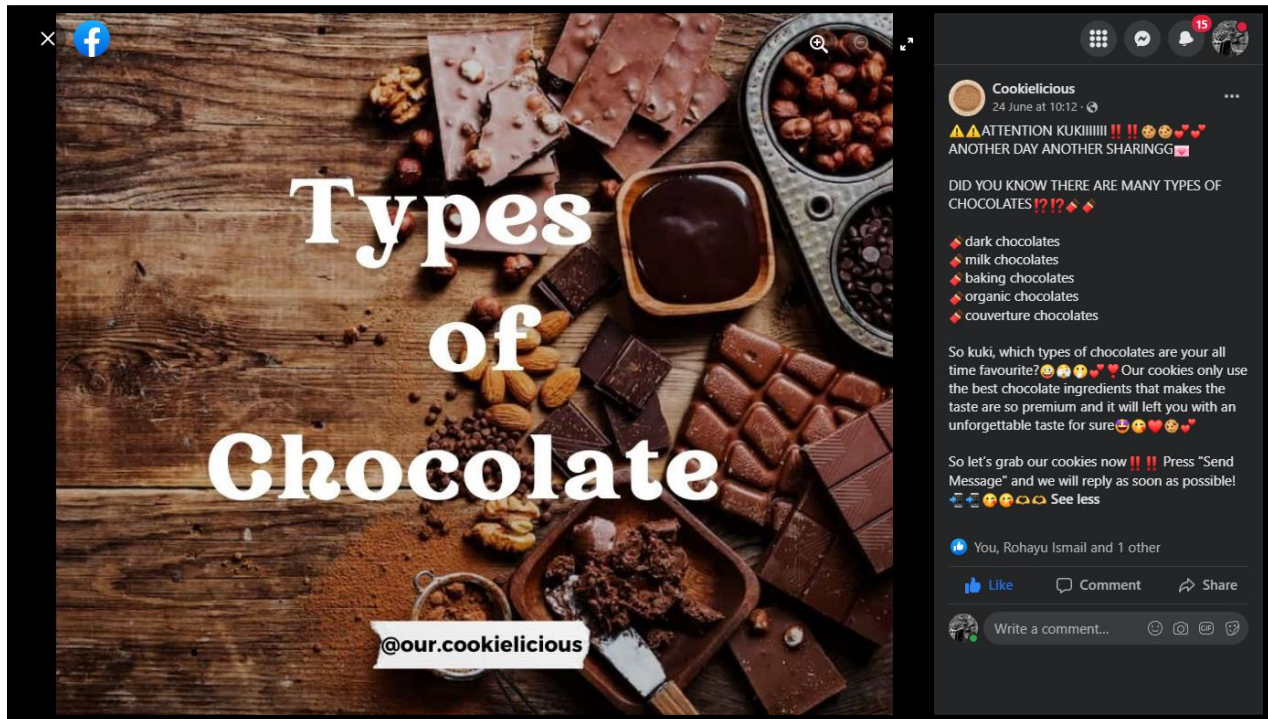 Types
of
Chocolate
@our.cookielicious
15
Cookielicious
24 June at 10:12 ·
⚠️⚠️ATTENTION KUKIIIIIII‼️ ‼️🍪🍪💕💕
ANOTHER DAY ANOTHER SHARINGG💌
DID YOU KNOW THERE ARE MANY TYPES OF
CHOCOLATES⁉️⁉️🍫🍫
🍫dark chocolates
🍫milk chocolates
🍫baking chocolates
🍫organic chocolates
🍫couverture chocolates
So kuki, which types of chocolates are your all
time favourite?😆🤔🤭💕❣️Our cookies only use
the best chocolate ingredients that makes the
taste are so premium and it will left you with an
unforgettable taste for sure🤩😋❤️🍪💕
So let's grab our cookies now‼️ ‼️ Press "Send
Message" and we will reply as soon as possible!
📲📲😋😋🫶🫶 See less
You, Rohayu Ismail and 1 other
Like Comment Share
Write a comment...
GIF